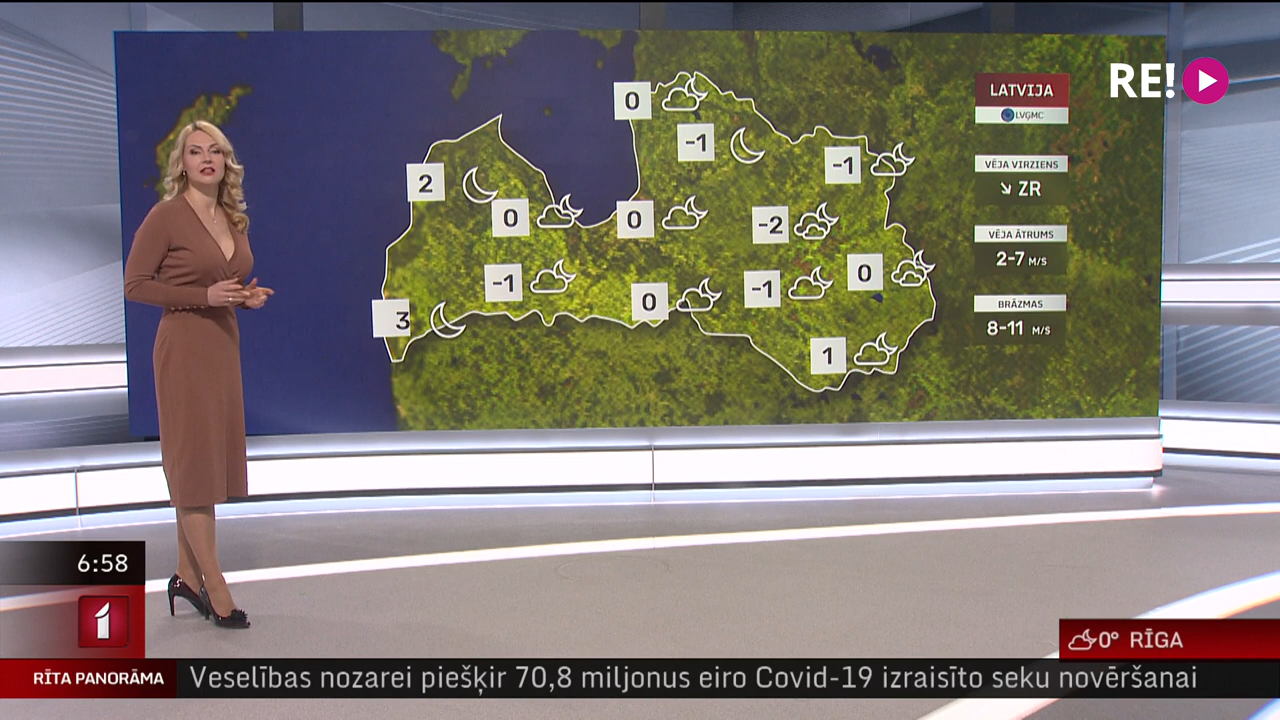 RE!
LATVIJA
LVĢMC
VĒJA VIRZIENS
ZR
VĒJA ĀTRUMS
2-7 M/S
BRĀZMAS
8-11 M/S
0
-1
-1
2
0
0
-2
-1
0
-1
0
3
1
6:58
1
0° RĪGA
RĪTA PANORĀMA
Veselības nozarei piešķir 70,8 miljonus eiro Covid-19 izraisīto seku novēršanai